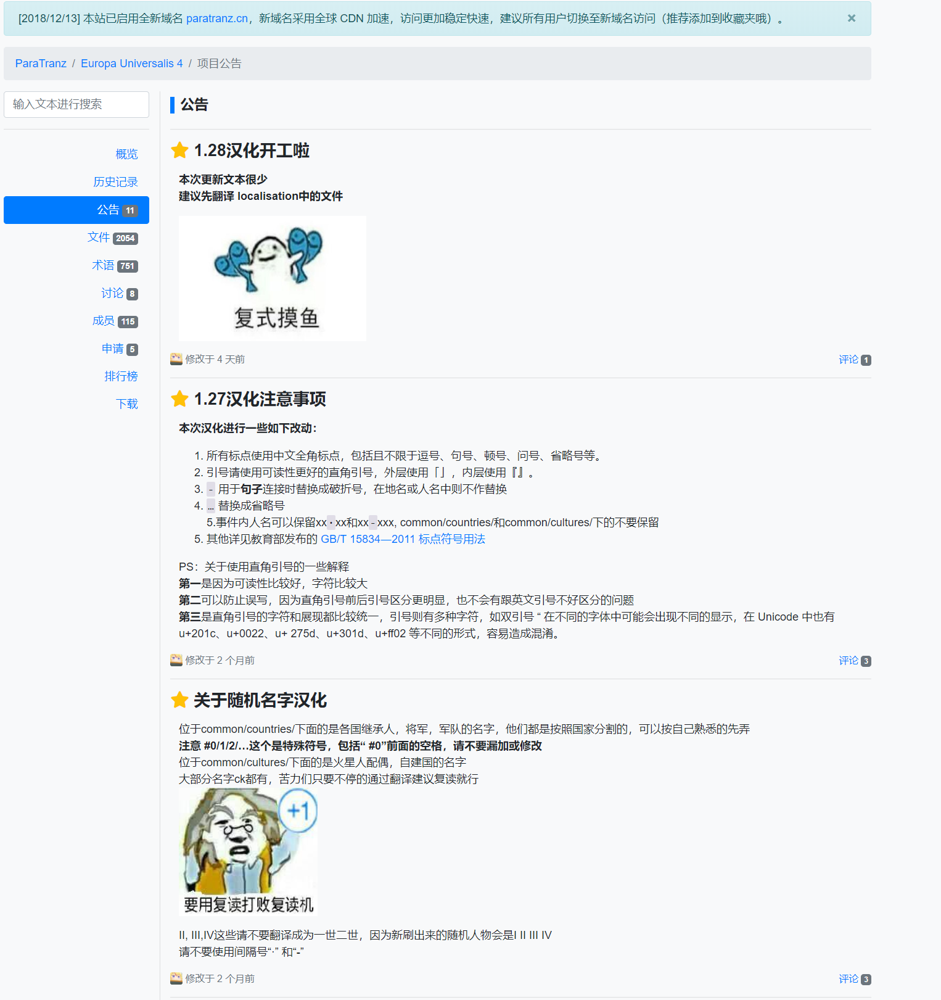 [2018/12/13] 本站已启用全新域名 paratranz.cn，新域名采用全球 CDN 加速，访问更加稳定快速，建议所有用户切换至新域名访问（推荐添加到收藏夹哦）。 ×
ParaTranz / Europa Universalis 4 / 项目公告
输入文本进行搜索
概览
历史记录
公告 11
文件 2054
术语 751
讨论 8
成员 115
申请 5
排行榜
下载
公告
1.28汉化开工啦
本次更新文本很少
建议先翻译 localisation中的文件
复式摸鱼
修改于 4 天前 评论 1
1.27汉化注意事项
本次汉化进行一些如下改动：
1. 所有标点使用中文全角标点，包括且不限于逗号、句号、顿号、问号、省略号等。
2. 引号请使用可读性更好的直角引号，外层使用「」，内层使用『』。
3. - 用于句子连接时替换成破折号，在地名或人名中则不作替换
4. … 替换成省略号
5.事件内人名可以保留xx·xx和xx-xxx, common/countries/和common/cultures/下的不要保留
5. 其他详见教育部发布的 GB/T 15834—2011 标点符号用法
PS：关于使用直角引号的一些解释
第一是因为可读性比较好，字符比较大
第二可以防止误写，因为直角引号前后引号区分更明显，也不会有跟英文引号不好区分的问题
第三是直角引号的字符和展现都比较统一，引号则有多种字符，如双引号 “ 在不同的字体中可能会出现不同的显示，在 Unicode 中也有
u+201c、u+0022、u+ 275d、u+301d、u+ff02 等不同的形式，容易造成混淆。
修改于 2 个月前 评论 3
关于随机名字汉化
位于common/countries/下面的是各国继承人，将军，军队的名字，他们都是按照国家分割的，可以按自己熟悉的先弄
注意 #0/1/2/…这个是特殊符号，包括“ #0”前面的空格，请不要漏加或修改
位于common/cultures/下面的是火星人配偶，自建国的名字
大部分名字ck都有，苦力们只要不停的通过翻译建议复读就行
+1
要用复读打败复读机
II, III,IV这些请不要翻译成为一世二世，因为新刷出来的随机人物会是I II III IV
请不要使用间隔号“·” 和“-”
修改于 2 个月前 评论 3